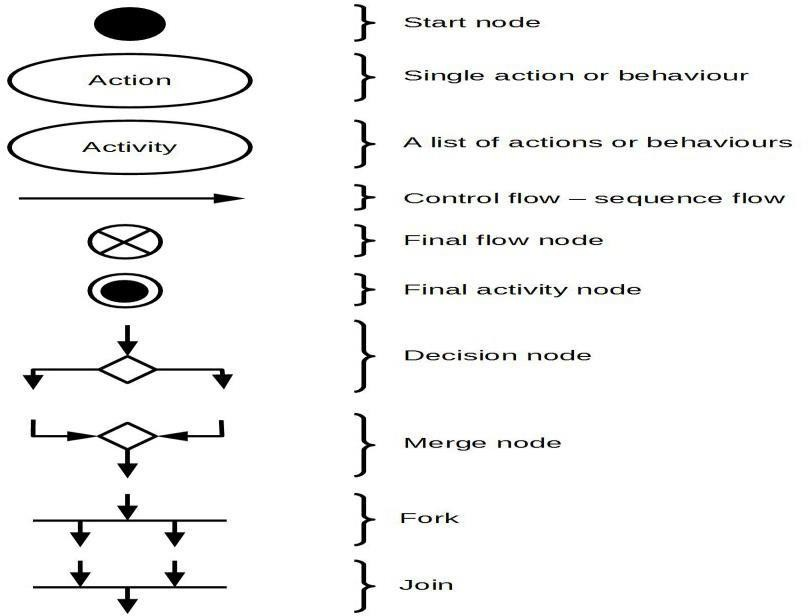 Start node
Action
Single action or behaviour
Activity
A list of actions or behaviours
Control flow – sequence flow
Final flow node
Final activity node
Decision node
Merge node
Fork
Join